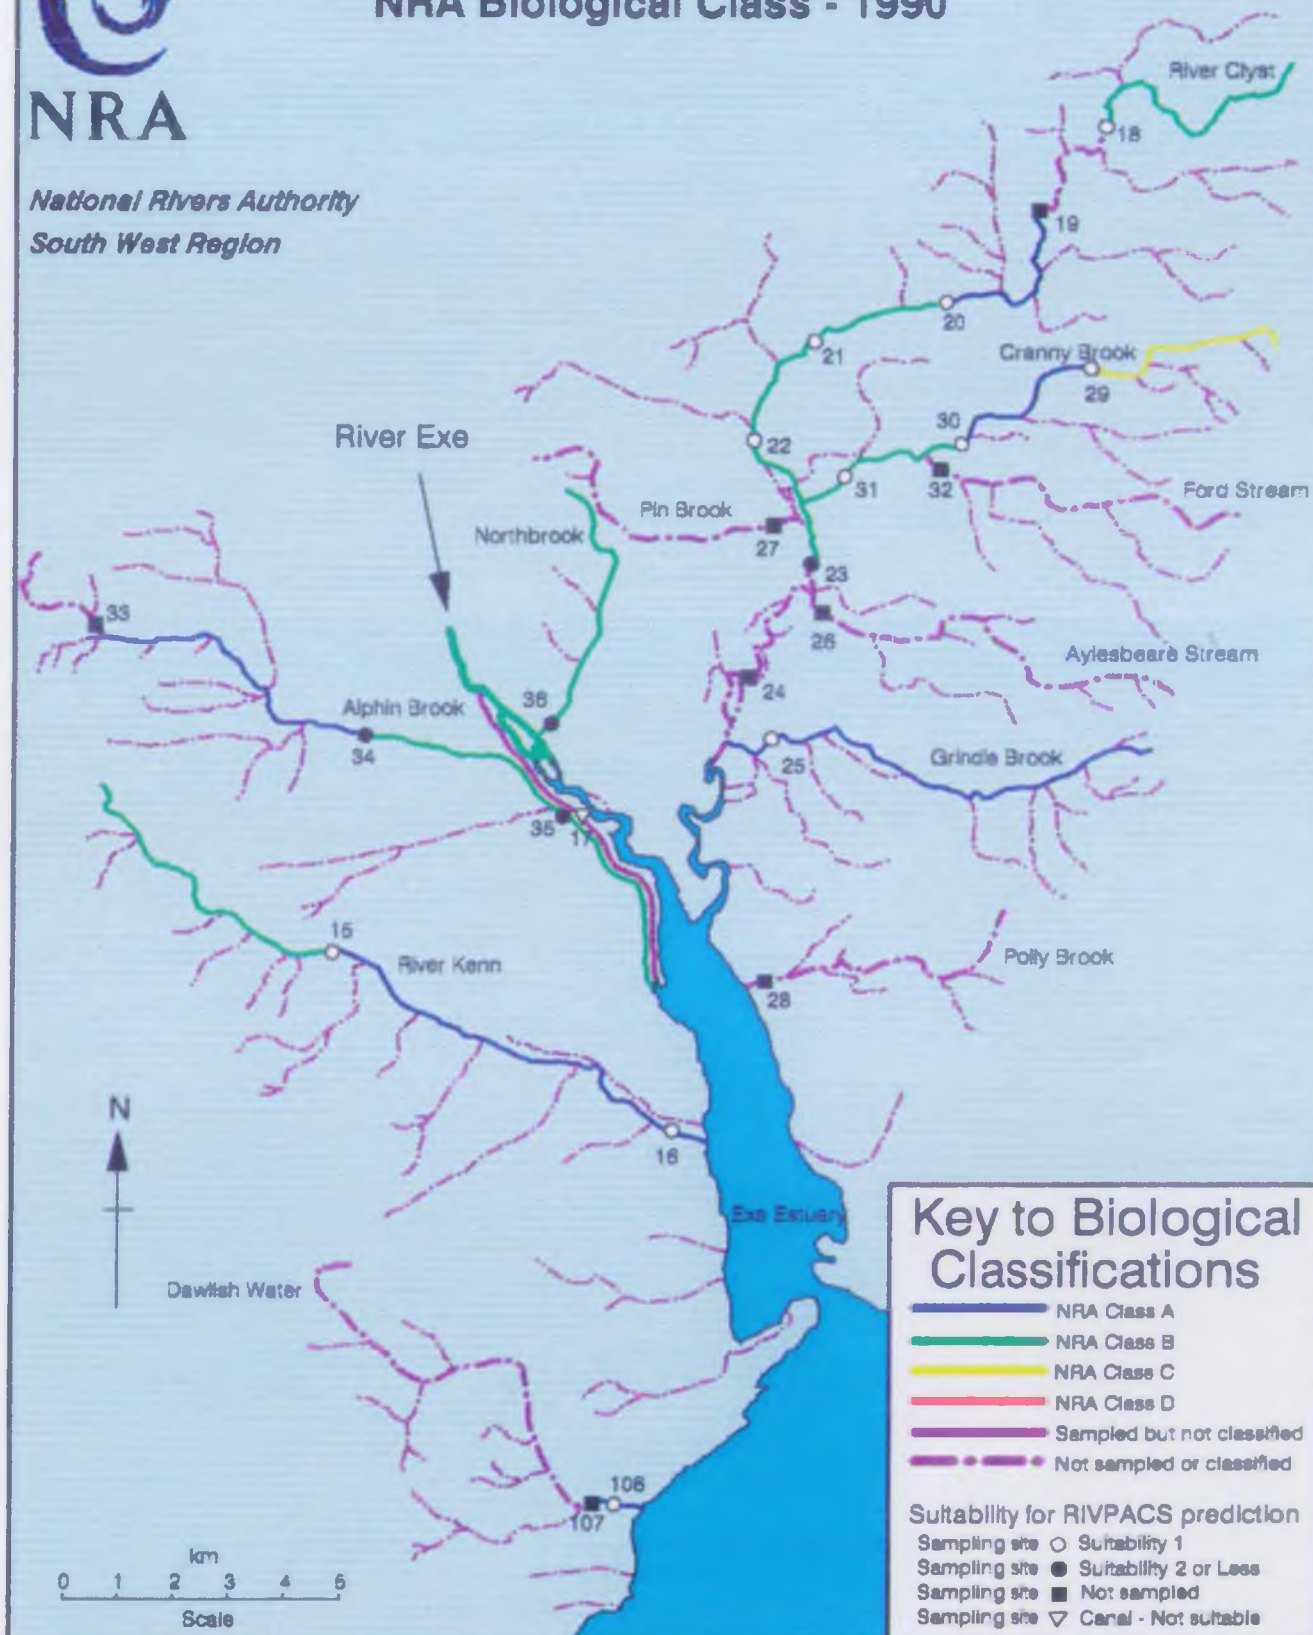 NRA Biological Class - 1990
NRA
National Rivers Authority
South West Region
River Clyst
18
19
20
21
Cranny Brook
29
30
22
River Exe
31
32
Ford Stream
Pin Brook
Northbrook
27
23
33
26
Aylesbeare Stream
24
36
Alphin Brook
34
25
Grindle Brook
35
17
15
River Kenn
Polly Brook
28
N
16
Exe Estuary
Dawlish Water
106
107
km
0 1 2 3 4 5
Scale
Key to Biological
Classifications
NRA Class A
NRA Class B
NRA Class C
NRA Class D
Sampled but not classified
Not sampled or classified
Suitability for RIVPACS prediction
Sampling site Suitability 1
Sampling site Suitability 2 or Less
Sampling site Not sampled
Sampling site Canal - Not suitable